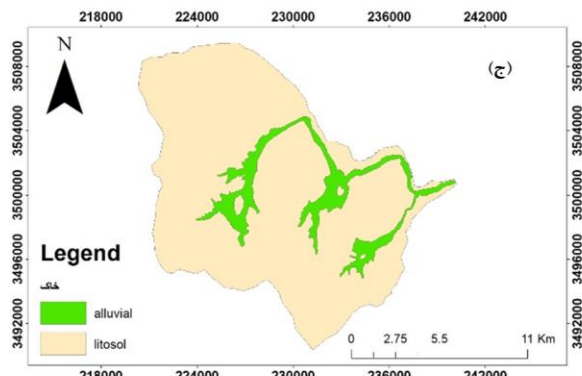 218000 224000 230000 236000 242000
N
(ج)
3508000 3508000
3504000 3504000
3500000 3500000
3496000 3496000
3492000 3492000
Legend
خاک
alluvial
litosol
0 2.75 5.5 11 Km
218000 224000 230000 236000 242000